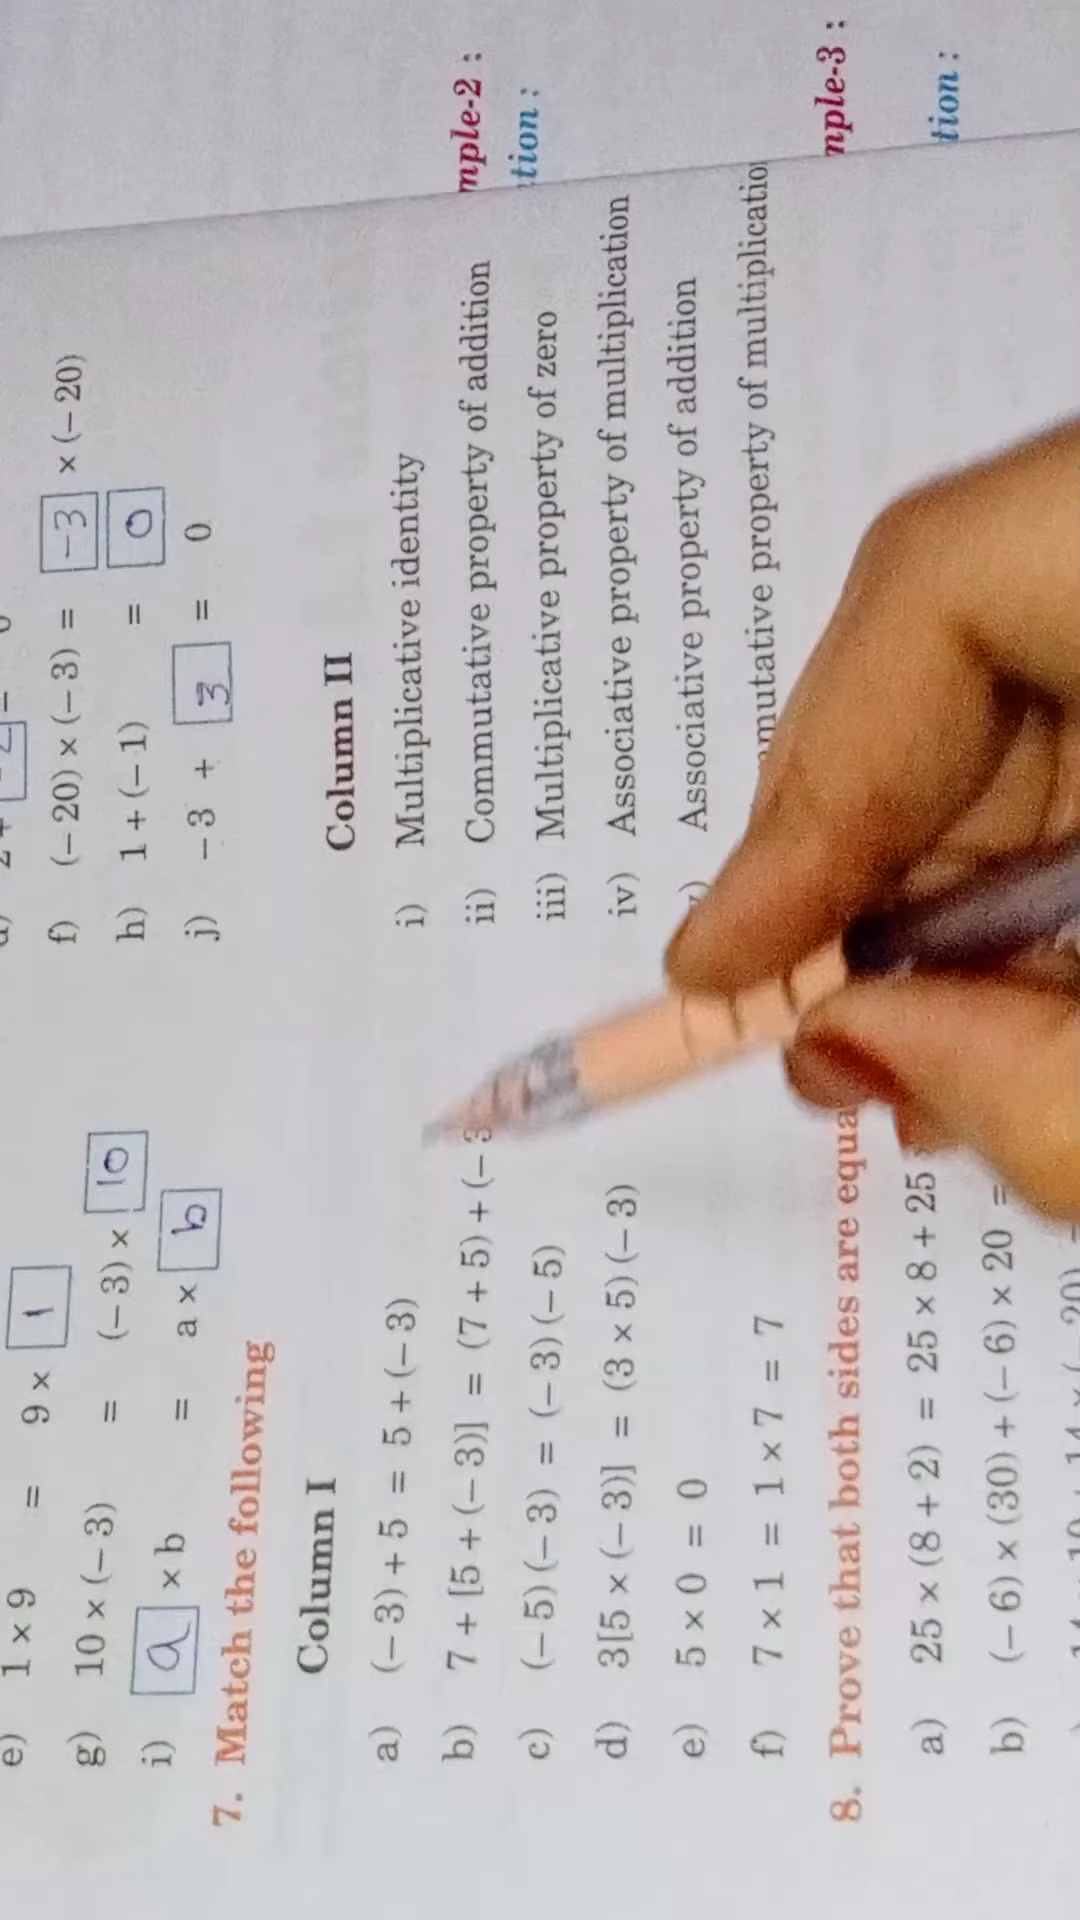 e) 1 × 9 = 9 × 1
f) (– 20) × (– 3) = -3 × (– 20)
g) 10 × (– 3) = (– 3) × 10
h) 1 + (– 1) = 0
i) a × b = a × b
j) – 3 + 3 = 0
7. Match the following
Column I Column II
a) (– 3) + 5 = 5 + (– 3) i) Multiplicative identity
b) 7 + [5 + (– 3)] = (7 + 5) + (– 3 ii) Commutative property of addition
c) (– 5) (– 3) = (– 3) (– 5) iii) Multiplicative property of zero
d) 3[5 × (– 3)] = (3 × 5) (– 3) iv) Associative property of multiplication
e) 5 × 0 = 0 Associative property of addition
f) 7 × 1 = 1 × 7 = 7 mutative property of multiplicatio
8. Prove that both sides are equa
a) 25 × (8 + 2) = 25 × 8 + 25
b) (– 6) × (30) + (– 6) × 20 =
mple-2 :
tion :
mple-3 :
tion :